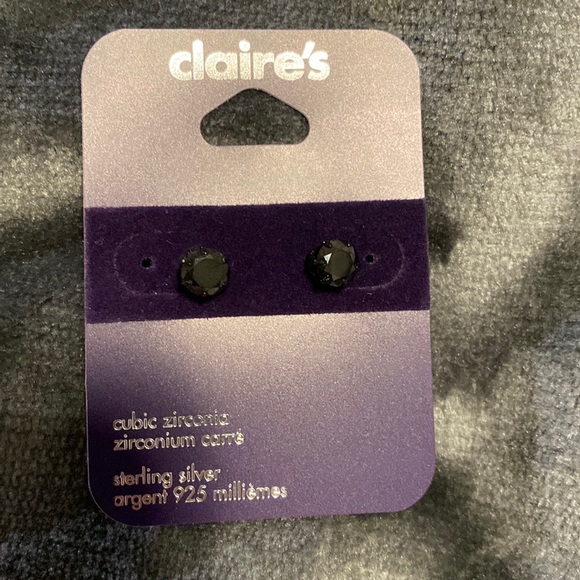 claire's
cubic zirconia
zirconium carré
sterling silver
argent 925 millièmes